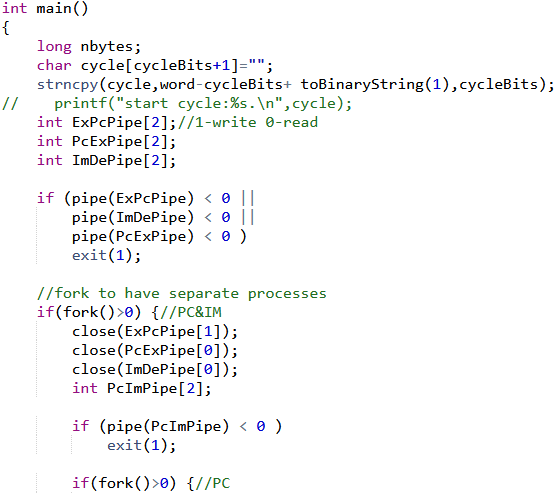 int main()
{
    long nbytes;
    char cycle[cycleBits+1]="";
    strncpy(cycle,word-cycleBits+ toBinaryString(1),cycleBits);
//    printf("start cycle:%s.\n",cycle);
    int ExPcPipe[2];//1-write 0-read
    int PcExPipe[2];
    int ImDePipe[2];

    if (pipe(ExPcPipe) < 0 ||
        pipe(ImDePipe) < 0 ||
        pipe(PcExPipe) < 0 )
        exit(1);

    //fork to have separate processes
    if(fork()>0) {//PC&IM
        close(ExPcPipe[1]);
        close(PcExPipe[0]);
        close(ImDePipe[0]);
        int PcImPipe[2];

        if (pipe(PcImPipe) < 0 )
            exit(1);

        if(fork()>0) {//PC